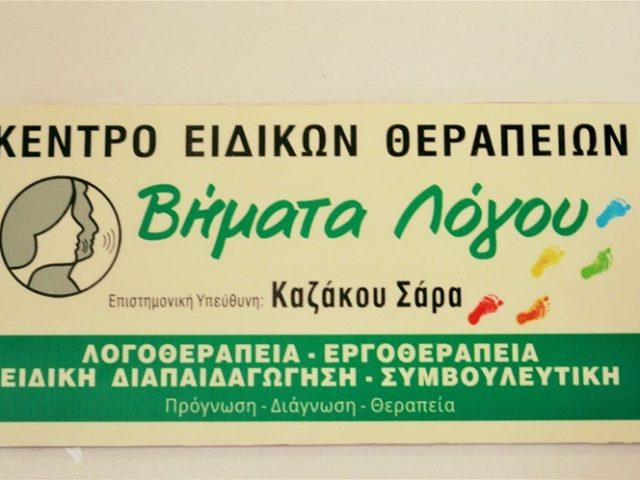 ΚΕΝΤΡΟ ΕΙΔΙΚΩΝ ΘΕΡΑΠΕΙΩΝ
Βήματα Λόγου
Επιστημονική Υπεύθυνη: Καζάκου Σάρα
ΛΟΓΟΘΕΡΑΠΕΙΑ - ΕΡΓΟΘΕΡΑΠΕΙΑ
ΕΙΔΙΚΗ ΔΙΑΠΑΙΔΑΓΩΓΗΣΗ - ΣΥΜΒΟΥΛΕΥΤΙΚΗ
Πρόγνωση - Διάγνωση - Θεραπεία